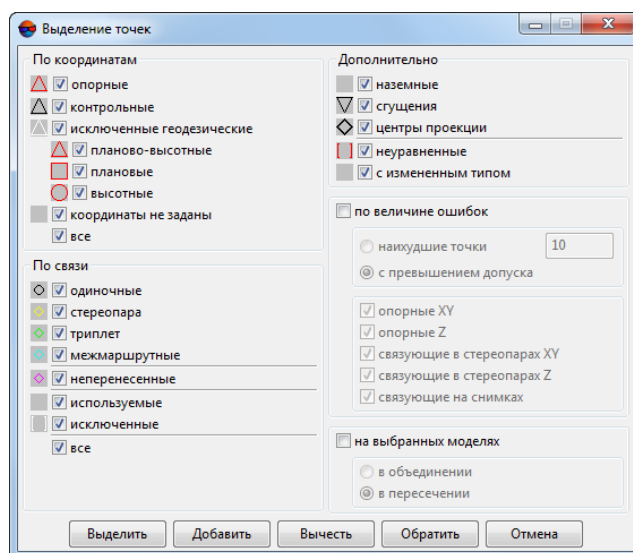 Выделение точек
По координатам
опорные
контрольные
исключенные геодезические
планово-высотные
плановые
высотные
координаты не заданы
все
По связи
одиночные
стереопара
триплет
межмаршрутные
неперенесенные
используемые
исключенные
все
Дополнительно
наземные
сгущения
центры проекции
неуравненные
с измененным типом
по величине ошибок
наихудшие точки 10
с превышением допуска
опорные XY
опорные Z
связующие в стереопарах XY
связующие в стереопарах Z
связующие на снимках
на выбранных моделях
в объединении
в пересечении
Выделить Добавить Вычесть Обратить Отмена